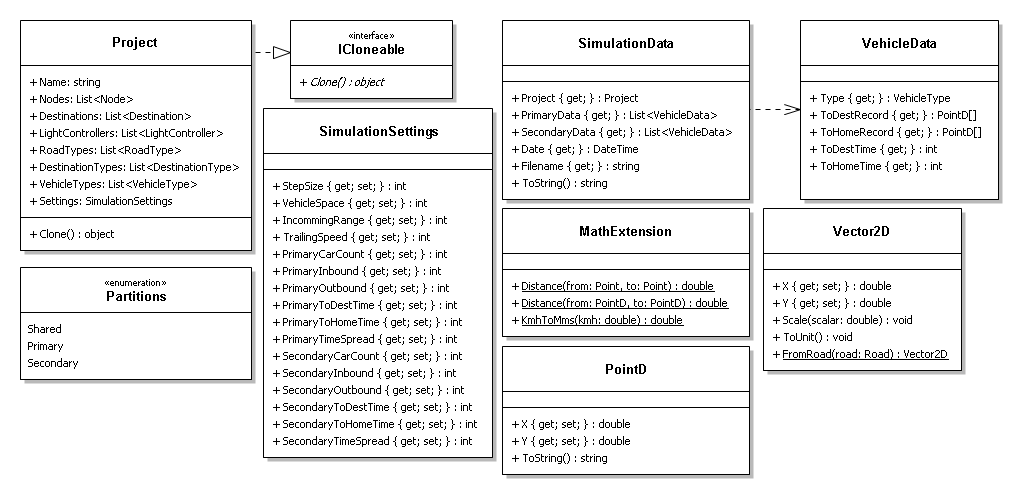 Project
+ Name: string
+ Nodes: List<Node>
+ Destinations: List<Destination>
+ LightControllers: List<LightController>
+ RoadTypes: List<RoadType>
+ DestinationTypes: List<DestinationType>
+ VehicleTypes: List<VehicleType>
+ Settings: SimulationSettings
+ Clone() : object
«interface»
ICloneable
+ Clone() : object
SimulationSettings
+ StepSize { get; set; } : int
+ VehicleSpace { get; set; } : int
+ IncommingRange { get; set; } : int
+ TrailingSpeed { get; set; } : int
+ PrimaryCarCount { get; set; } : int
+ PrimaryInbound { get; set; } : int
+ PrimaryOutbound { get; set; } : int
+ PrimaryToDestTime { get; set; } : int
+ PrimaryToHomeTime { get; set; } : int
+ PrimaryTimeSpread { get; set; } : int
+ SecondaryCarCount { get; set; } : int
+ SecondaryInbound { get; set; } : int
+ SecondaryOutbound { get; set; } : int
+ SecondaryToDestTime { get; set; } : int
+ SecondaryToHomeTime { get; set; } : int
+ SecondaryTimeSpread { get; set; } : int
«enumeration»
Partitions
Shared
Primary
Secondary
SimulationData
+ Project { get; } : Project
+ PrimaryData { get; } : List<VehicleData>
+ SecondaryData { get; } : List<VehicleData>
+ Date { get; } : DateTime
+ Filename { get; } : string
+ ToString() : string
VehicleData
+ Type { get; } : VehicleType
+ ToDestRecord { get; } : PointD[]
+ ToHomeRecord { get; } : PointD[]
+ ToDestTime { get; } : int
+ ToHomeTime { get; } : int
MathExtension
+ Distance(from: Point, to: Point) : double
+ Distance(from: PointD, to: PointD) : double
+ KmhToMms(kmh: double) : double
Vector2D
+ X { get; set; } : double
+ Y { get; set; } : double
+ Scale(scalar: double) : void
+ ToUnit() : void
+ FromRoad(road: Road) : Vector2D
PointD
+ X { get; set; } : double
+ Y { get; set; } : double
+ ToString() : string